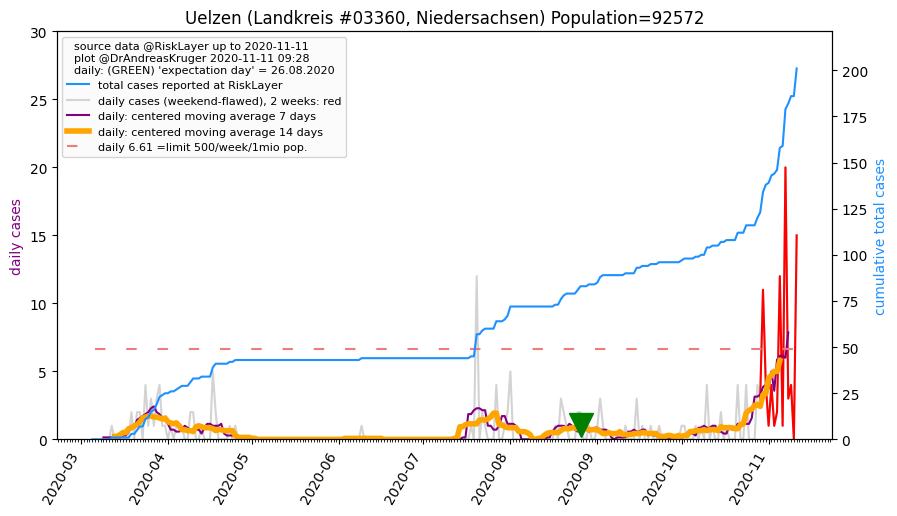 Uelzen (Landkreis #03360, Niedersachsen) Population=92572
source data @RiskLayer up to 2020-11-11
plot @DrAndreasKruger 2020-11-11 09:28
daily: (GREEN) 'expectation day' = 26.08.2020
total cases reported at RiskLayer
daily cases (weekend-flawed), 2 weeks: red
daily: centered moving average 7 days
daily: centered moving average 14 days
daily 6.61 =limit 500/week/1mio pop.
daily cases
30
25
20
15
10
5
0
cumulative total cases
200
175
150
125
100
75
50
25
0
2020-03
2020-04
2020-05
2020-06
2020-07
2020-08
2020-09
2020-10
2020-11